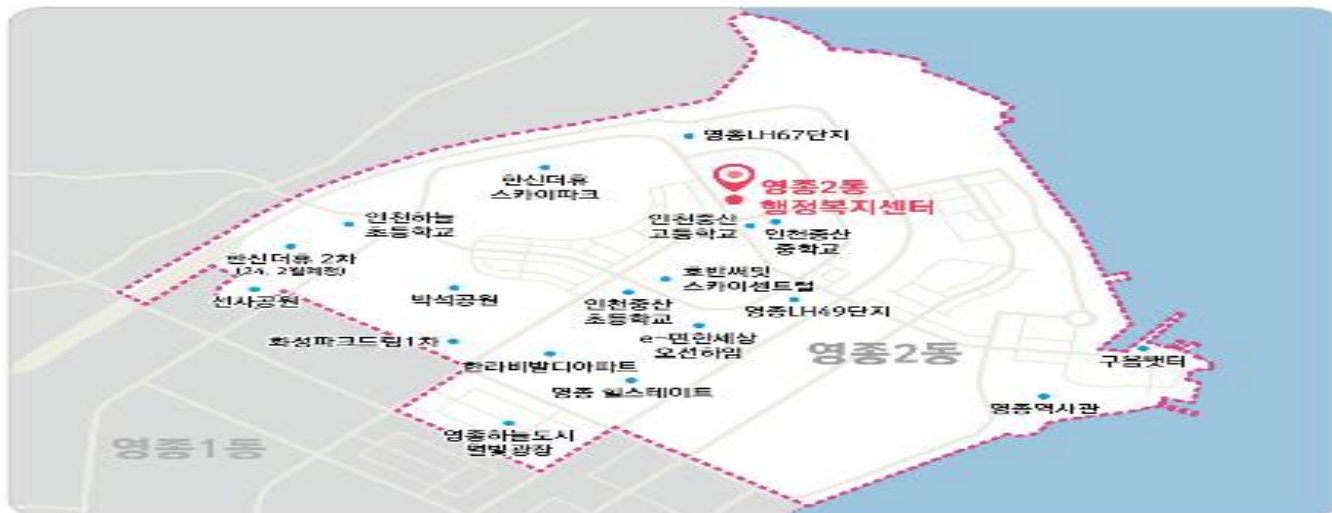 영종LH67단지
한신더휴
스카이파크
영종2동
행정복지센터
인천하늘
초등학교
인천중산
고등학교
인천중산
중학교
한신더휴 2차
(24. 2월예정)
선사공원
박석공원
호반써밋
스카이센트럴
인천중산
초등학교
영종LH49단지
e-편한세상
오션하임
화성파크드림1차
한라비발디아파트
영종2동
구읍뱃터
영종 힐스테이트
영종역사관
영종하늘도시
별빛광장
영종1동